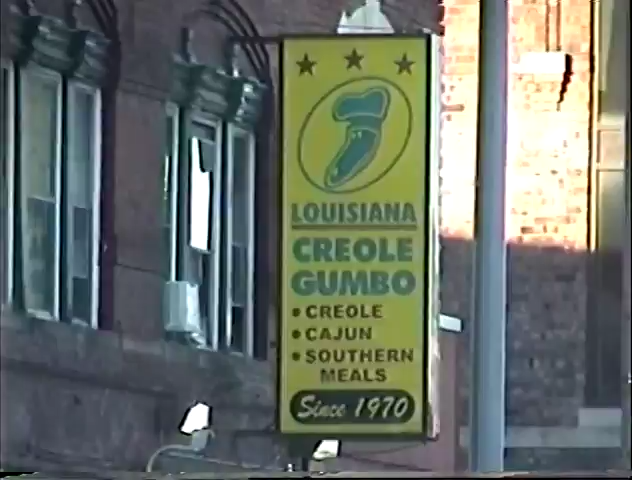 LOUISIANA
CREOLE
GUMBO
• CREOLE
• CAJUN
• SOUTHERN
MEALS
Since 1970